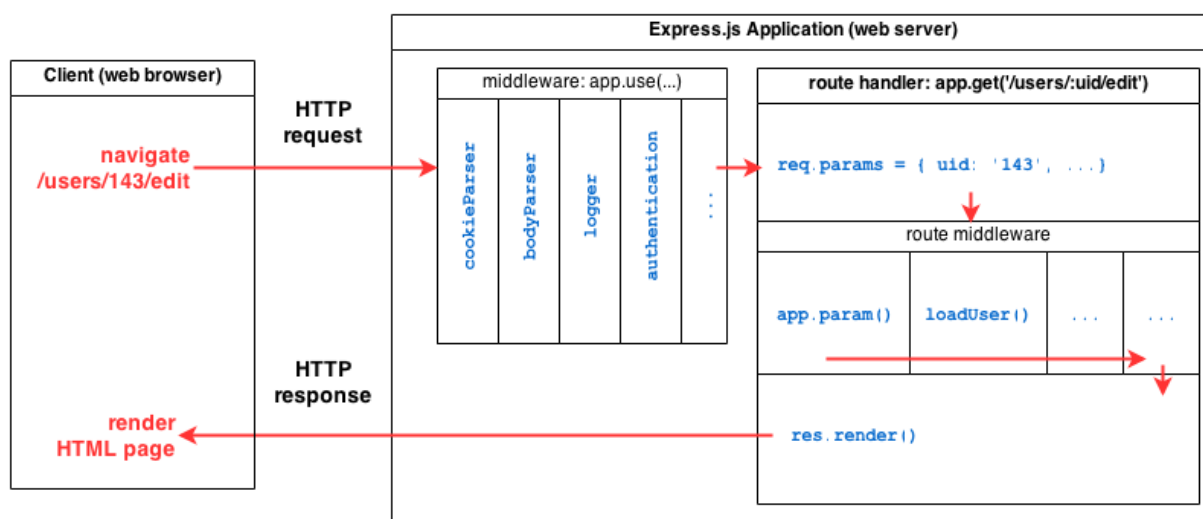 Express.js Application (web server)
Client (web browser)
middleware: app.use(...)
route handler: app.get('/users/:uid/edit')
HTTP
request
navigate
/users/143/edit
cookieParser
bodyParser
logger
authentication
...
req.params = { uid: '143', ...}
route middleware
app.param()
loadUser()
...
...
HTTP
response
render
HTML page
res.render()